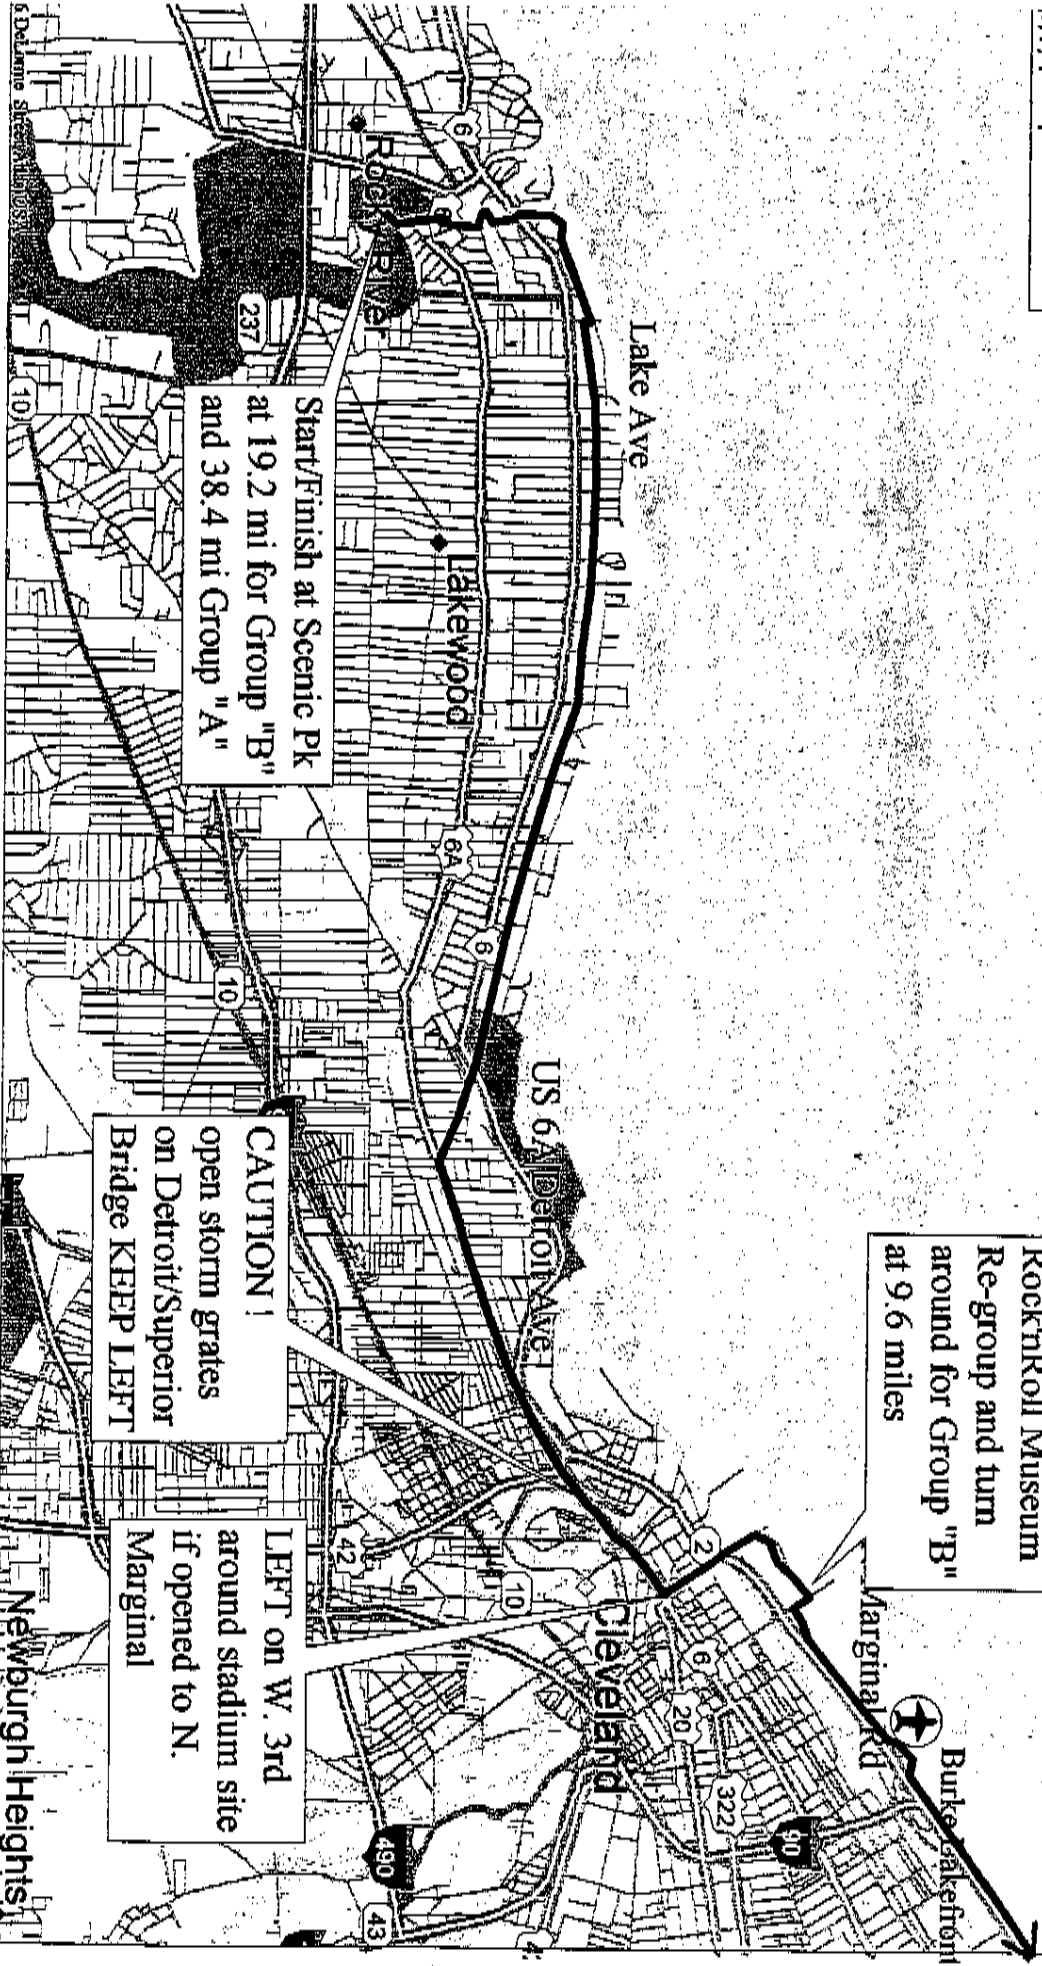 Rock'nRoll Museum
Re-group and turn
around for Group "B"
at 9.6 miles
Lake Ave
US 6A Detroit Ave
Marginal Rd
Burke Lakefront
Rocky River
Lakewood
Cleveland
Newburgh Heights
Start/Finish at Scenic Pk
at 19.2 mi for Group "B"
and 38.4 mi Group "A"
CAUTION!
open storm grates
on Detroit/Superior
Bridge KEEP LEFT
LEFT on W. 3rd
around stadium site
if opened to N.
Marginal
6
6
6A
6
2
6
20
322
90
237
10
10
10
42
490
43